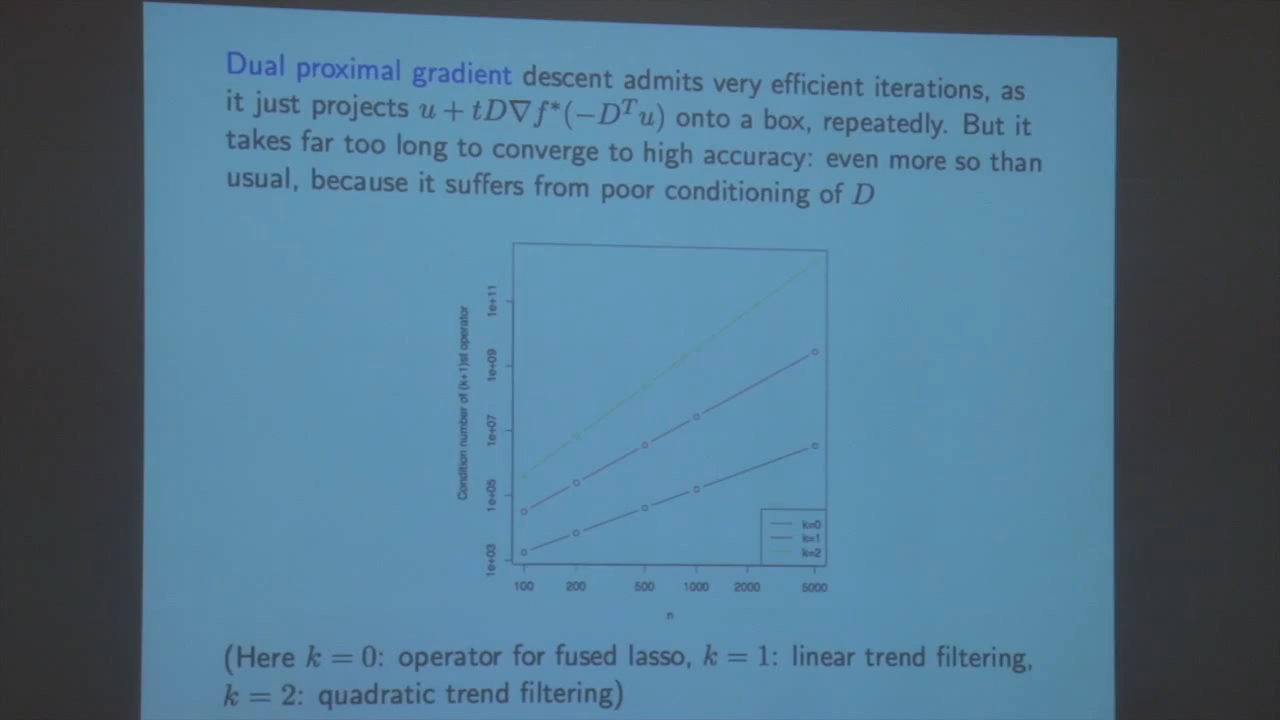 Dual proximal gradient descent admits very efficient iterations, as
it just projects u + tD∇f*(−Dᵀu) onto a box, repeatedly. But it
takes far too long to converge to high accuracy: even more so than
usual, because it suffers from poor conditioning of D
Condition number of (k+1)st operator
1e+11
1e+09
1e+07
1e+05
1e+03
k=0
k=1
k=2
100 200 500 1000 2000 5000
n
(Here k = 0: operator for fused lasso, k = 1: linear trend filtering,
k = 2: quadratic trend filtering)